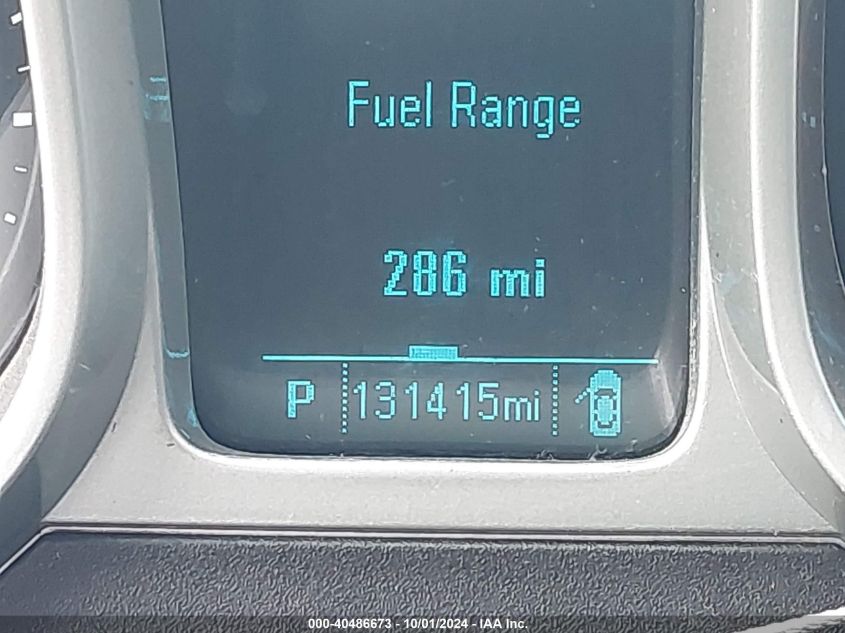 Fuel Range
286 mi
P 131415mi
000-40486673 - 10/01/2024 - IAA Inc.